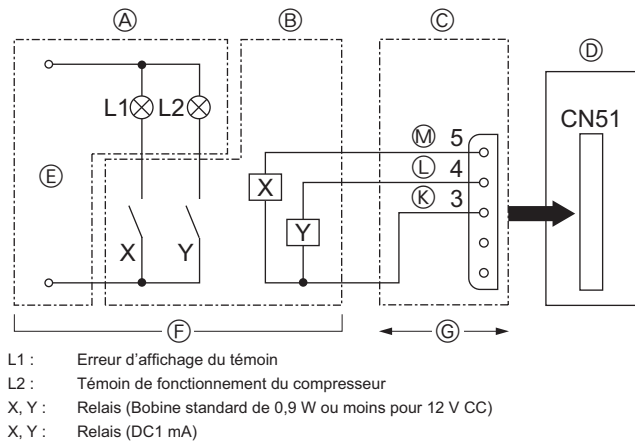 Ⓐ Ⓑ Ⓒ Ⓓ
L1 L2
CN51
Ⓜ 5
Ⓛ 4
Ⓚ 3
Ⓔ
X
Y
X Y
Ⓕ Ⓖ
L1 : Erreur d’affichage du témoin
L2 : Témoin de fonctionnement du compresseur
X, Y : Relais (Bobine standard de 0,9 W ou moins pour 12 V CC)
X, Y : Relais (DC1 mA)